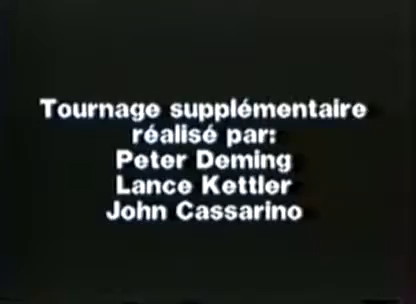 Tournage supplémentaire
réalisé par:
Peter Deming
Lance Kettler
John Cassarino